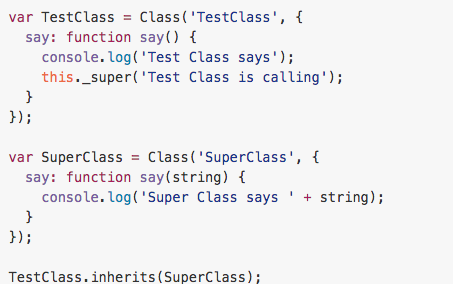 var TestClass = Class('TestClass', {
  say: function say() {
    console.log('Test Class says');
    this._super('Test Class is calling');
  }
});

var SuperClass = Class('SuperClass', {
  say: function say(string) {
    console.log('Super Class says ' + string);
  }
});

TestClass.inherits(SuperClass);